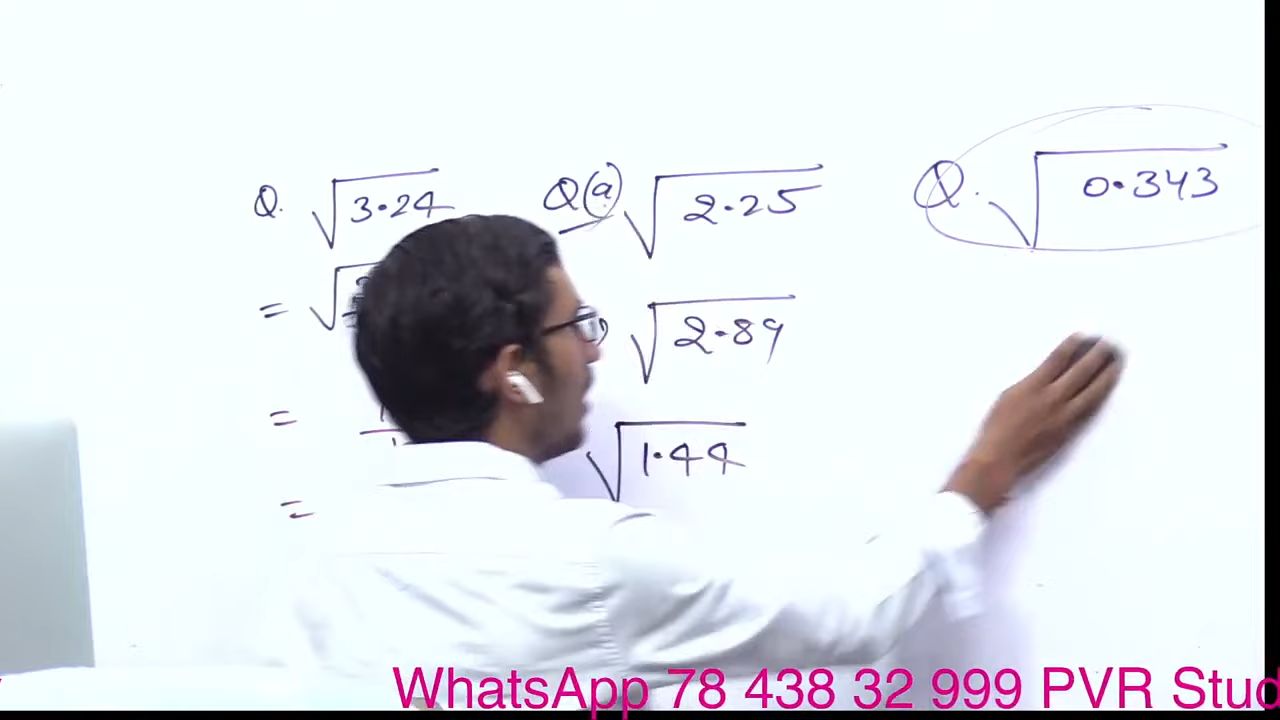 Q. √3.24
= √
=
=
Q(a) √2.25
√2.89
√1.44
Q. √0.343
WhatsApp 78 438 32 999 PVR Stud